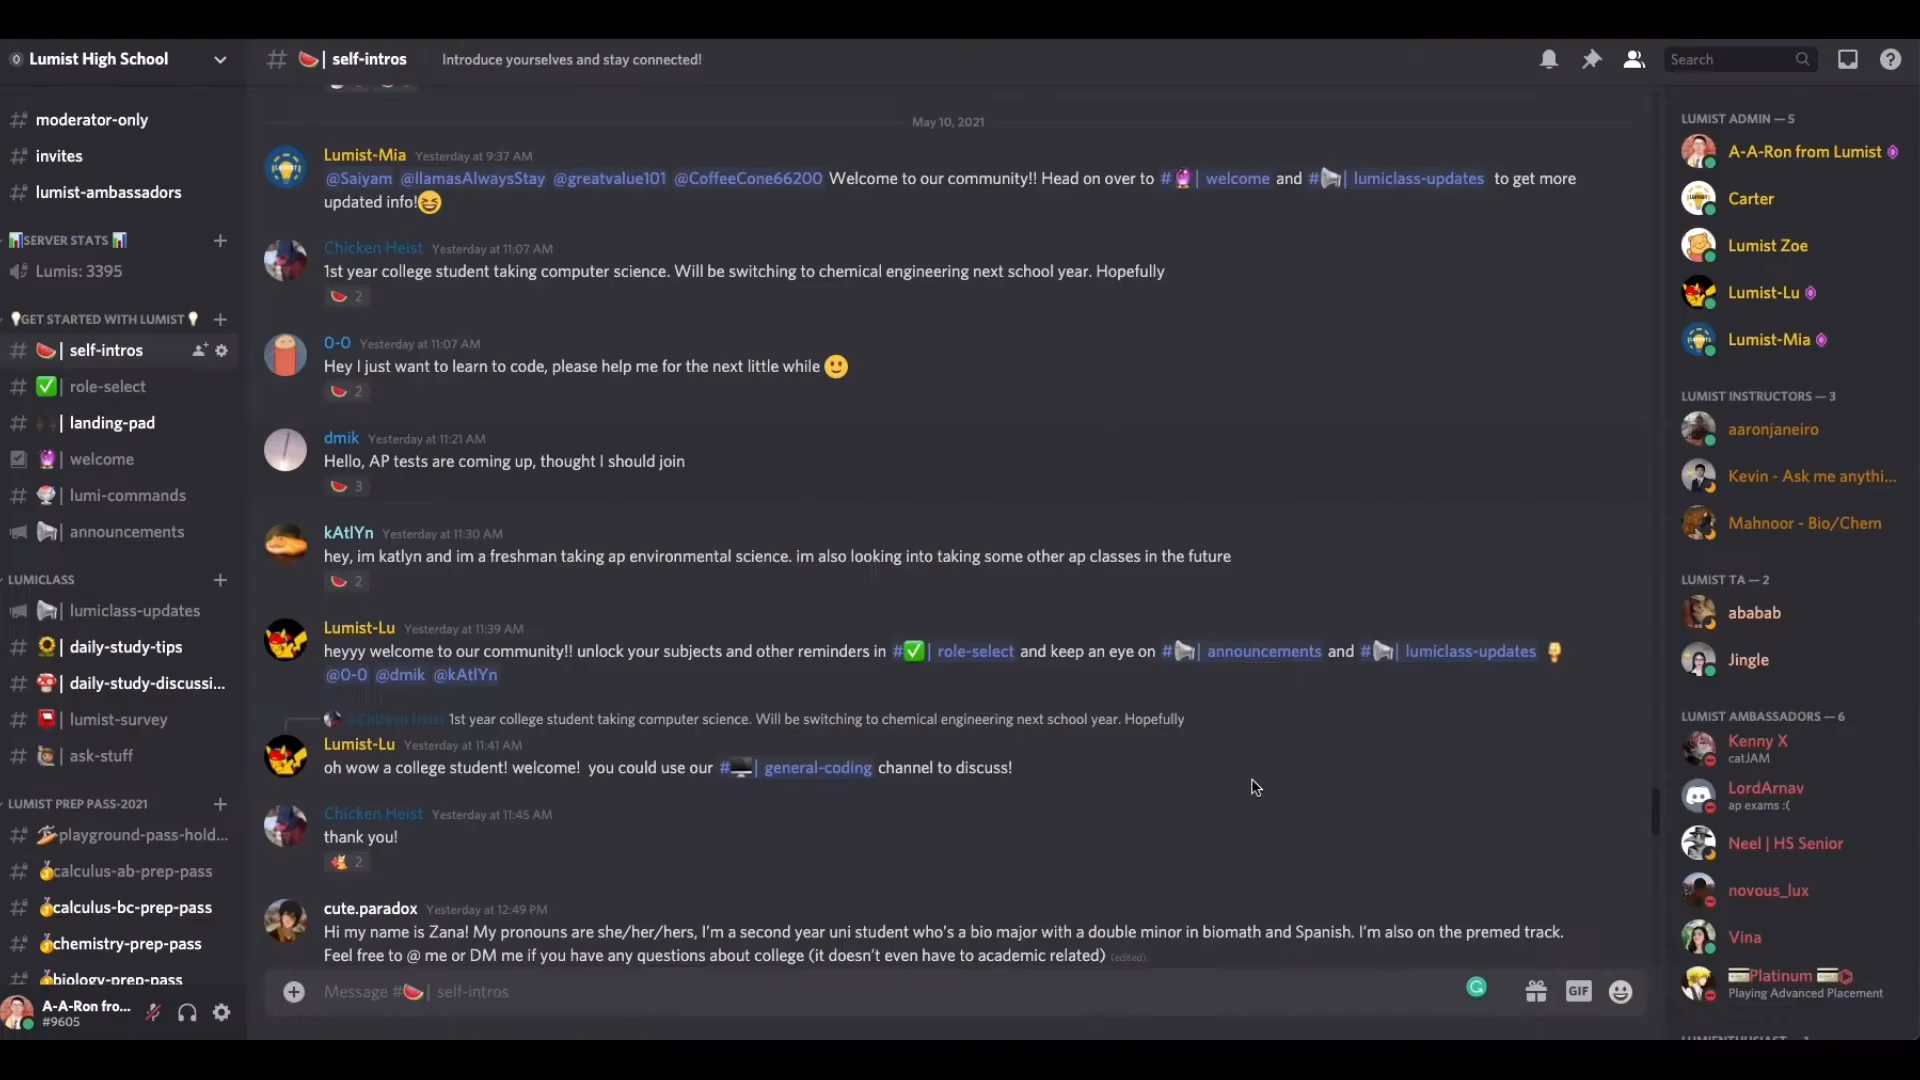 Lumist High School
moderator-only
invites
lumist-ambassadors
SERVER STATS
Lumis: 3395
GET STARTED WITH LUMIST
self-intros
role-select
landing-pad
welcome
lumi-commands
announcements
LUMICLASS
lumiclass-updates
daily-study-tips
daily-study-discussi...
lumist-survey
ask-stuff
LUMIST PREP PASS-2021
playground-pass-hold...
calculus-ab-prep-pass
calculus-bc-prep-pass
chemistry-prep-pass
biology-prep-pass
A-A-Ron fro...
#9605
# | self-intros Introduce yourselves and stay connected!
Search
May 10, 2021
Lumist-Mia Yesterday at 9:37 AM
@Saiyam @llamasAlwaysStay @greatvalue101 @CoffeeCone66200 Welcome to our community!! Head on over to # | welcome and # | lumiclass-updates to get more
updated info!
Chicken Heist Yesterday at 11:07 AM
1st year college student taking computer science. Will be switching to chemical engineering next school year. Hopefully
2
0-0 Yesterday at 11:07 AM
Hey I just want to learn to code, please help me for the next little while
2
dmik Yesterday at 11:21 AM
Hello, AP tests are coming up, thought I should join
3
kAtlYn Yesterday at 11:30 AM
hey, im katlyn and im a freshman taking ap environmental science. im also looking into taking some other ap classes in the future
2
Lumist-Lu Yesterday at 11:39 AM
heyyy welcome to our community!! unlock your subjects and other reminders in # | role-select and keep an eye on # | announcements and # | lumiclass-updates
@0-0 @dmik @kAtlYn
@Chicken Heist 1st year college student taking computer science. Will be switching to chemical engineering next school year. Hopefully
Lumist-Lu Yesterday at 11:41 AM
oh wow a college student! welcome! you could use our # | general-coding channel to discuss!
Chicken Heist Yesterday at 11:45 AM
thank you!
2
cute.paradox Yesterday at 12:49 PM
Hi my name is Zana! My pronouns are she/her/hers, I'm a second year uni student who's a bio major with a double minor in biomath and Spanish. I'm also on the premed track.
Feel free to @ me or DM me if you have any questions about college (it doesn't even have to academic related) (edited)
Message # | self-intros
GIF
LUMIST ADMIN — 5
A-A-Ron from Lumist
Carter
Lumist Zoe
Lumist-Lu
Lumist-Mia
LUMIST INSTRUCTORS — 3
aaronjaneiro
Kevin - Ask me anythi...
Mahnoor - Bio/Chem
LUMIST TA — 2
ababab
Jingle
LUMIST AMBASSADORS — 6
Kenny X
catJAM
LordArnav
ap exams :(
Neel | HS Senior
novous_lux
Vina
Platinum
Playing Advanced Placement